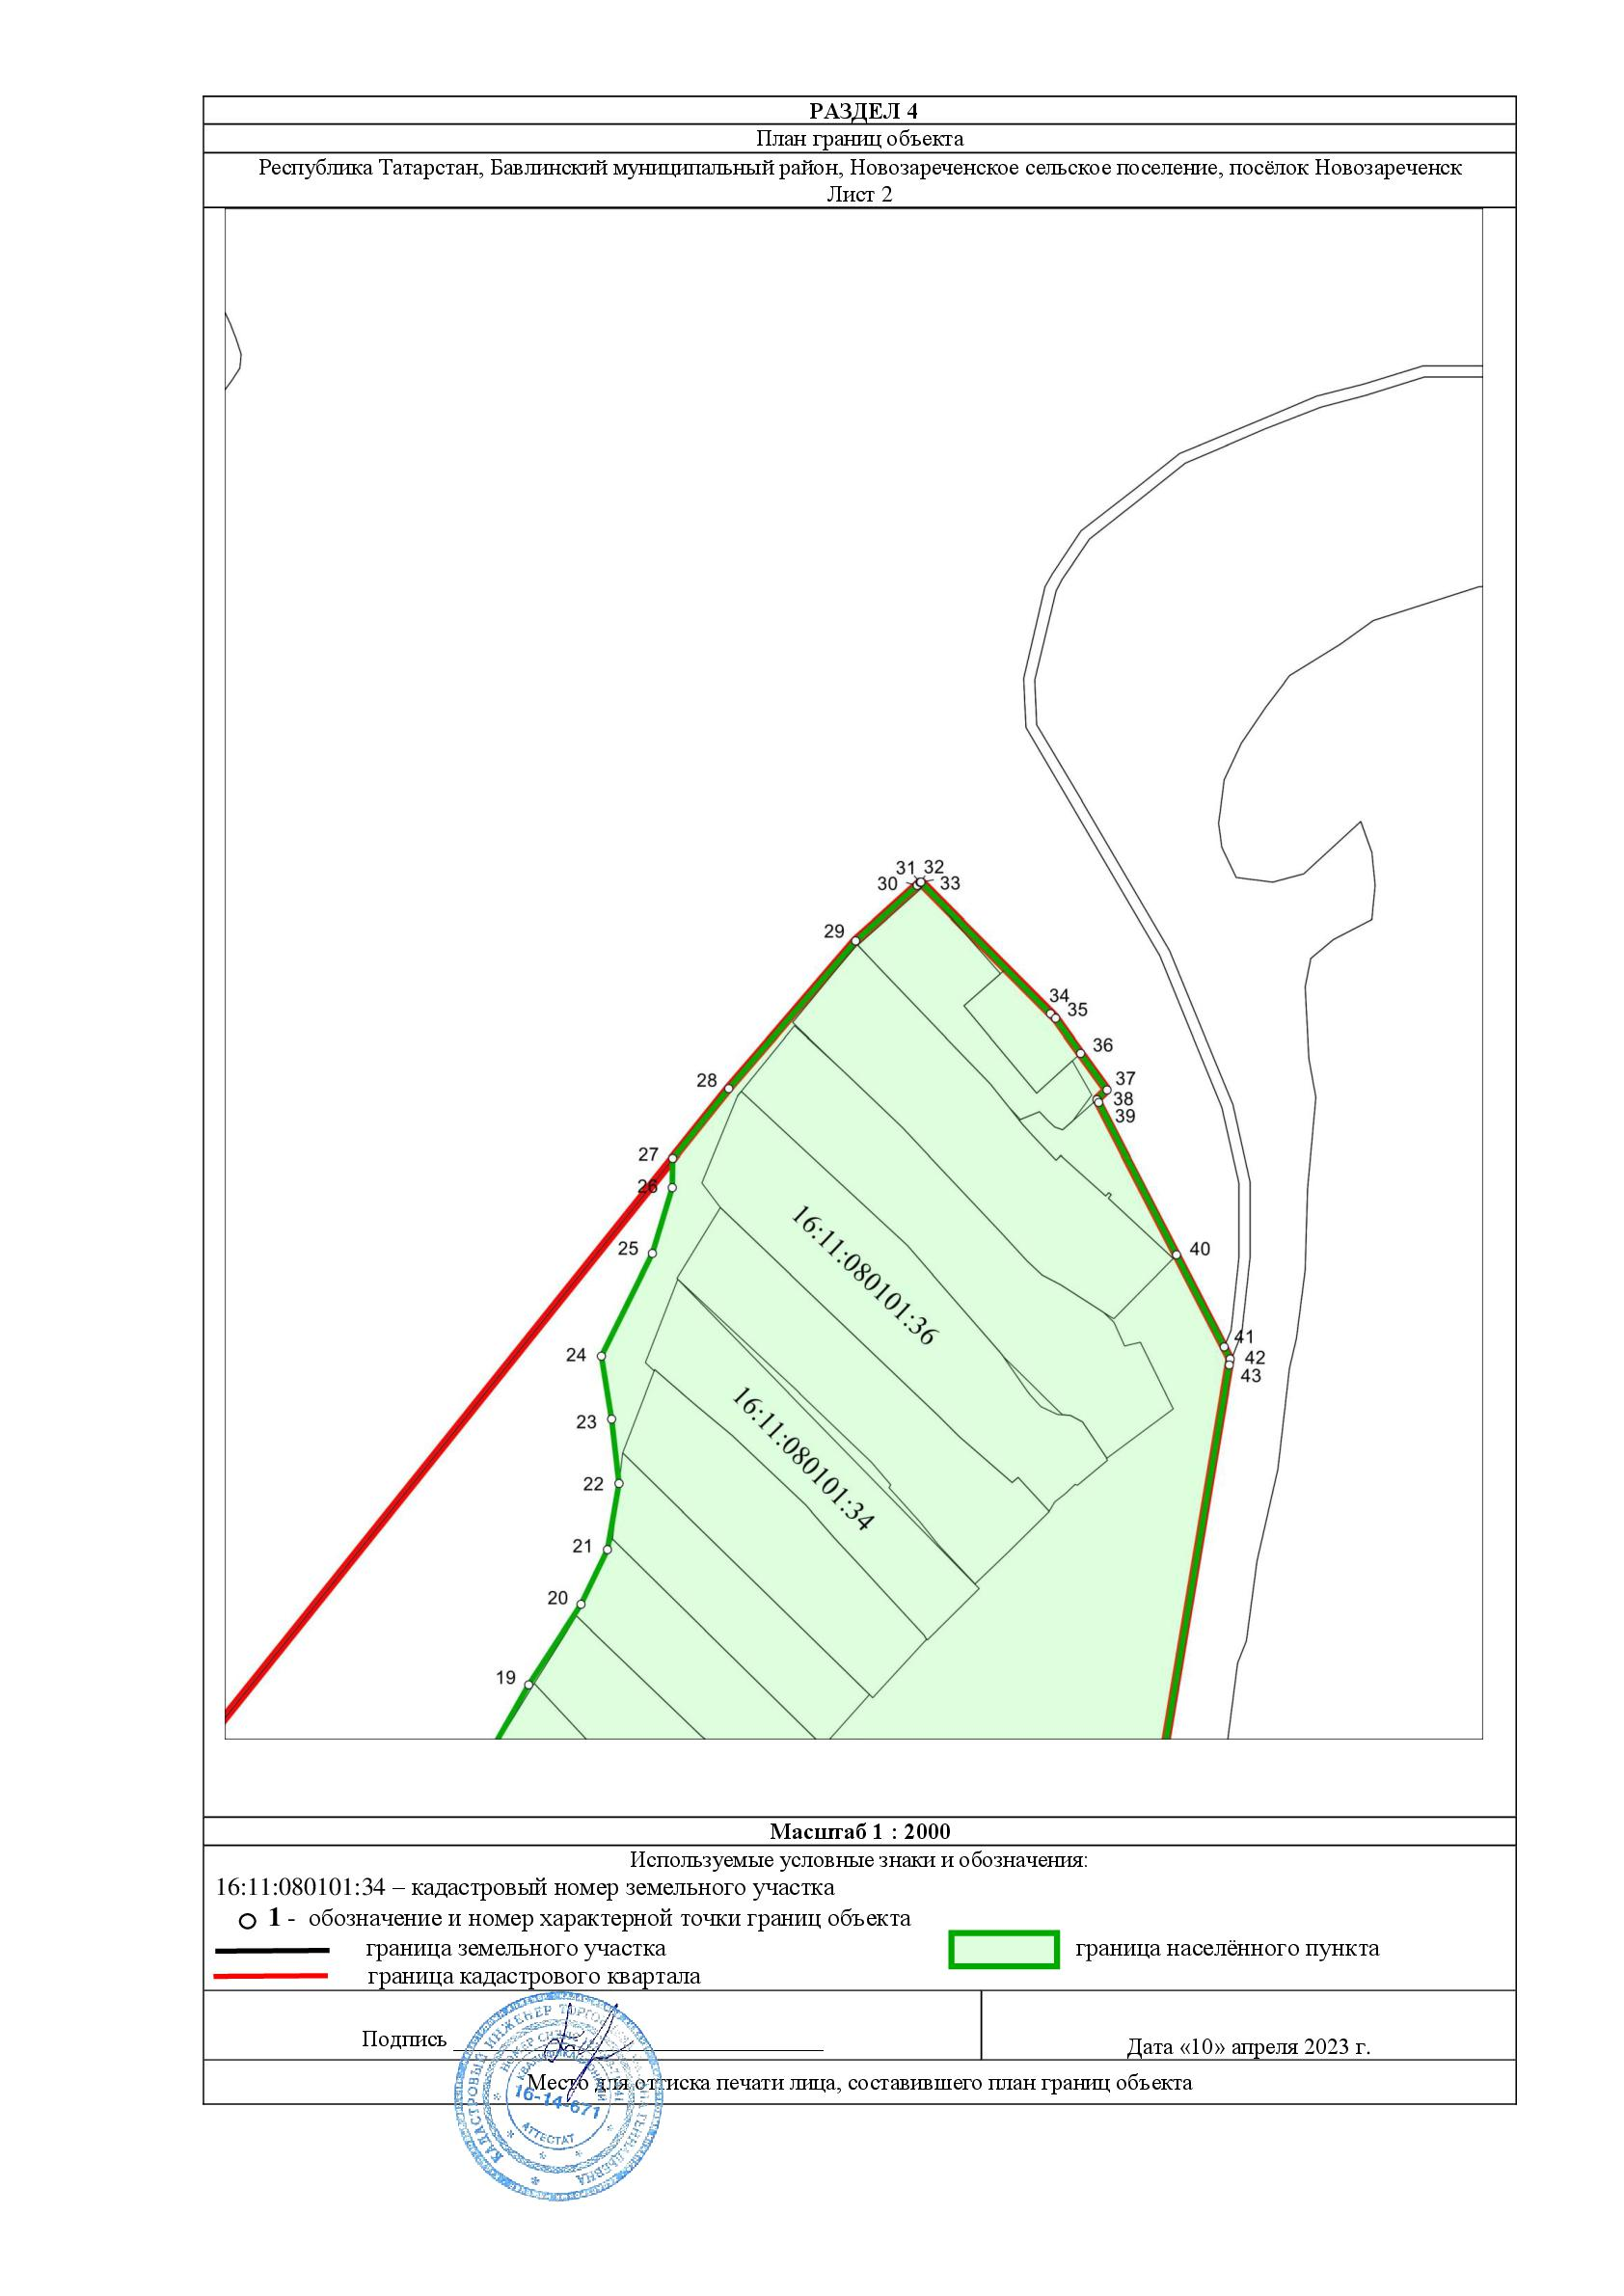 РАЗДЕЛ 4
План границ объекта
Республика Татарстан, Бавлинский муниципальный район, Новозареченское сельское поселение, посёлок Новозареченск
Лист 2
31 32
30 33
29
34
35
36
28
37
38
39
27
26
16:11:080101:36
25
40
41
24
42
43
16:11:080101:34
23
22
21
20
19
Масштаб 1 : 2000
Используемые условные знаки и обозначения:
16:11:080101:34 – кадастровый номер земельного участка
1 - обозначение и номер характерной точки границ объекта
граница земельного участка
граница населённого пункта
граница кадастрового квартала
Подпись
Дата «10» апреля 2023 г.
Место для оттиска печати лица, составившего план границ объекта
КАДАСТРОВЫЙ ИНЖЕНЕР
16-14-671
АТТЕСТАТ